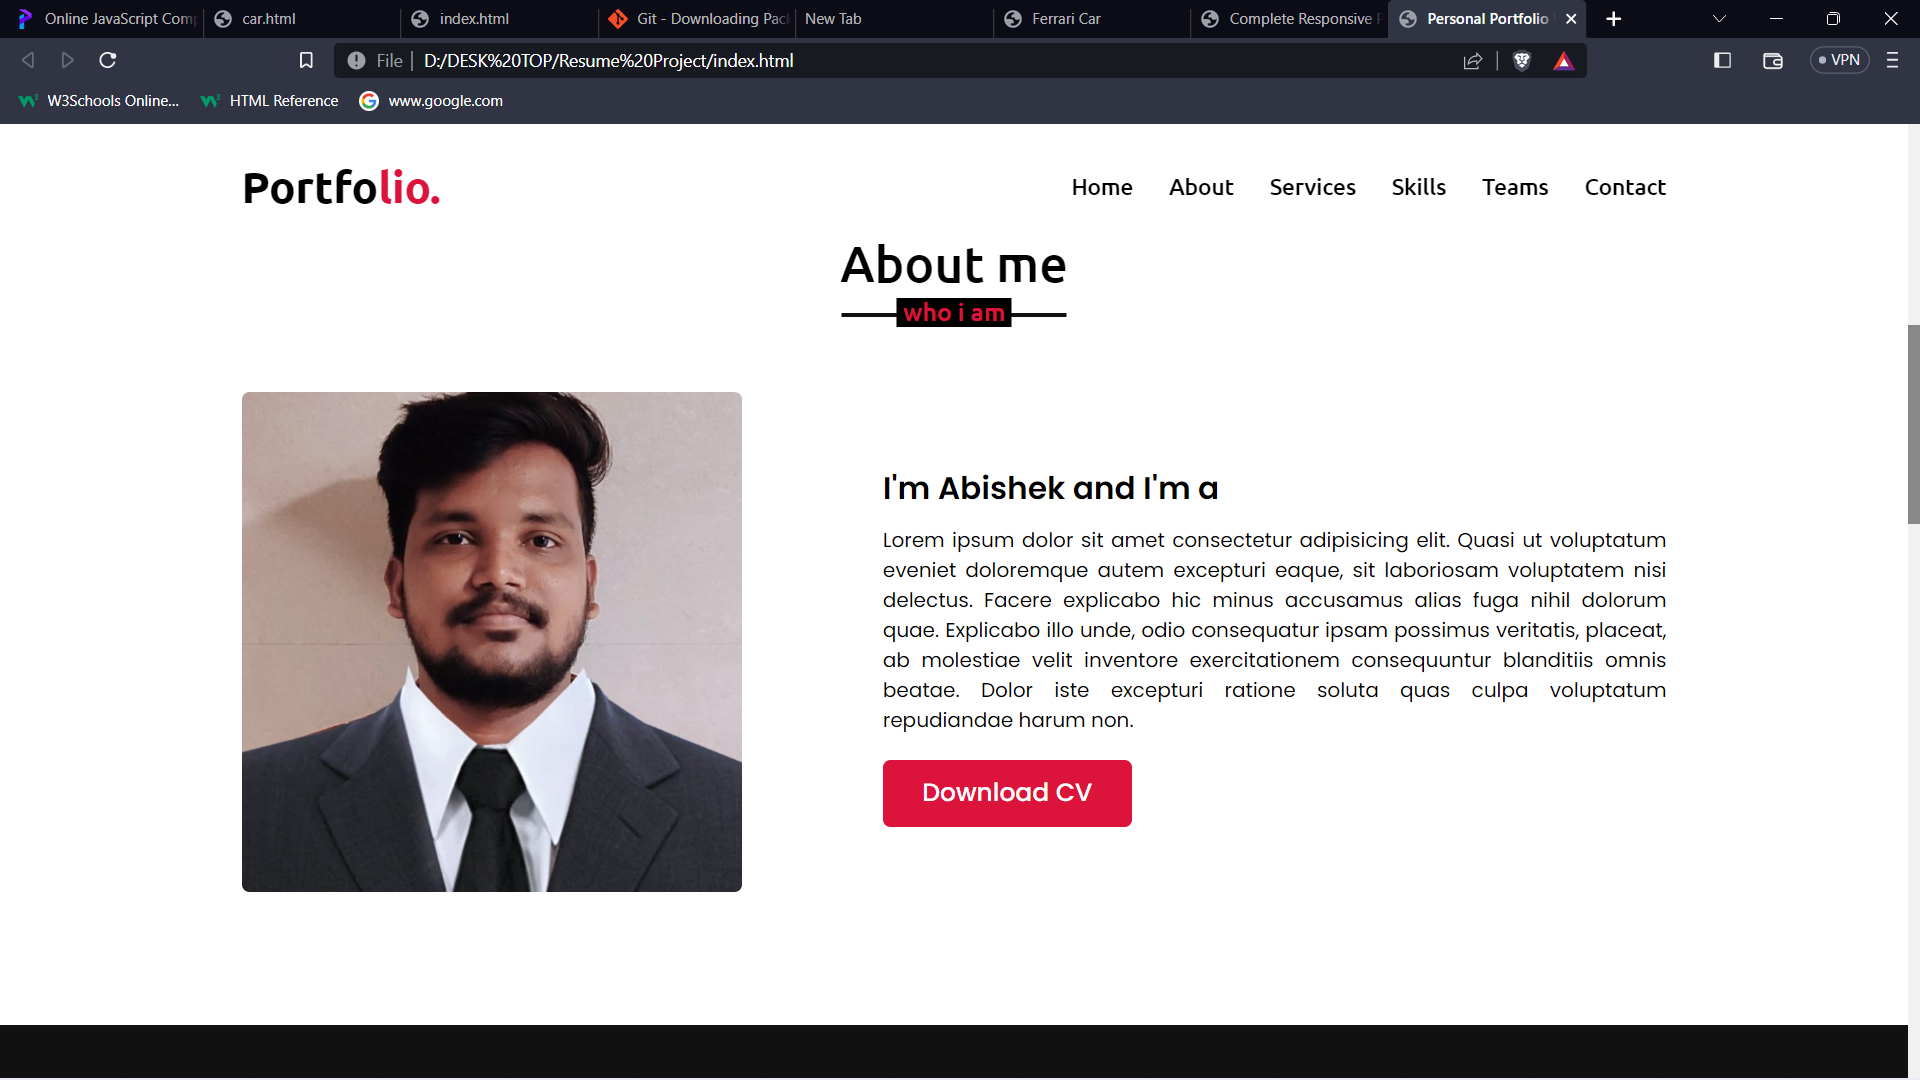 Online JavaScript Comp
car.html
index.html
Git - Downloading Pac
New Tab
Ferrari Car
Complete Responsive P
Personal Portfolio
File
D:/DESK%20TOP/Resume%20Project/index.html
VPN
W3Schools Online...
HTML Reference
www.google.com
Portfolio.
Home About Services Skills Teams Contact
About me
who i am
I'm Abishek and I'm a
Lorem ipsum dolor sit amet consectetur adipisicing elit. Quasi ut voluptatum
eveniet doloremque autem excepturi eaque, sit laboriosam voluptatem nisi
delectus. Facere explicabo hic minus accusamus alias fuga nihil dolorum
quae. Explicabo illo unde, odio consequatur ipsam possimus veritatis, placeat,
ab molestiae velit inventore exercitationem consequuntur blanditiis omnis
beatae. Dolor iste excepturi ratione soluta quas culpa voluptatum
repudiandae harum non.
Download CV